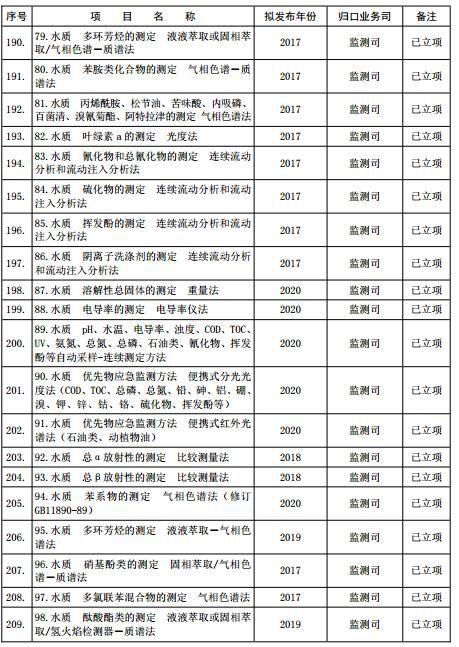 序号 项 目 名 称 拟发布年份 归口业务司 备注
190. 79.水质 多环芳烃的测定 液液萃取或固相萃 2017 监测司 已立项
取/气相色谱—质谱法
191. 80.水质 苯胺类化合物的测定 气相色谱—质 2017 监测司 已立项
谱法
192. 81.水质 丙烯酰胺、松节油、苦味酸、内吸磷、 2017 监测司 已立项
百菌清、溴氰菊酯、阿特拉津的测定 气相色谱法
193. 82.水质 叶绿素 a 的测定 光度法 2017 监测司 已立项
194. 83.水质 氰化物和总氰化物的测定 连续流动 2017 监测司 已立项
分析和流动注入分析法
195. 84.水质 硫化物的测定 连续流动分析和流动 2017 监测司 已立项
注入分析法
196. 85.水质 挥发酚的测定 连续流动分析和流动 2017 监测司 已立项
注入分析法
197. 86.水质 阴离子洗涤剂的测定 连续流动分析 2017 监测司 已立项
和流动注入分析法
198. 87.水质 溶解性总固体的测定 重量法 2020 监测司 已立项
199. 88.水质 电导率的测定 电导率仪法 2020 监测司 已立项
200. 89.水质 pH、水温、电导率、浊度、COD、TOC、 2020 监测司 已立项
UV、氨氮、总氮、总磷、石油类、氰化物、挥发
酚等自动采样-连续测定方法
201. 90.水质 优先物应急监测方法 便携式分光光 2020 监测司 已立项
度法(COD、TOC、总磷、总氮、铅、砷、铝、硼、
溴、钾、锌、钴、铬、硫化物、挥发酚等)
202. 91.水质 优先物应急监测方法 便携式红外光 2020 监测司 已立项
谱法(石油类、动植物油)
203. 92.水质 总α放射性的测定 比较测量法 2018 监测司 已立项
204. 93.水质 总β放射性的测定 比较测量法 2018 监测司 已立项
205. 94.水质 苯系物的测定 气相色谱法(修订 2020 监测司 已立项
GB11890-89)
206. 95.水质 多环芳烃的测定 液液萃取—气相色 2019 监测司 已立项
谱法
207. 96.水质 硝基酚类的测定 固相萃取/气相色 2017 监测司 已立项
谱—质谱法
208. 97.水质 多氯联苯混合物的测定 气相色谱法 2017 监测司 已立项
209. 98.水质 酞酸酯类的测定 液液萃取或固相萃 2019 监测司 已立项
取/氢火焰检测器—质谱法